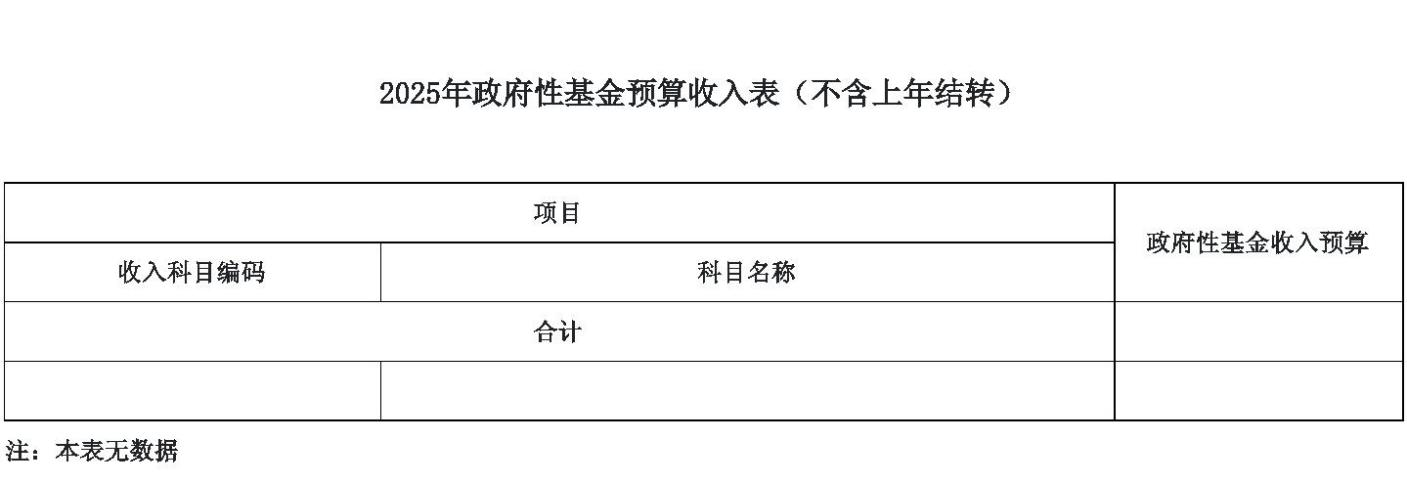 2025年政府性基金预算收入表（不含上年结转）
项目
政府性基金收入预算
收入科目编码 科目名称
合计
注：本表无数据